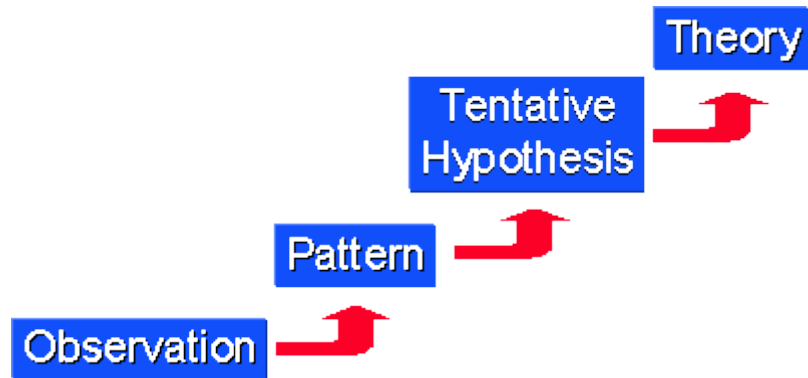 Theory
Tentative
Hypothesis
Pattern
Observation